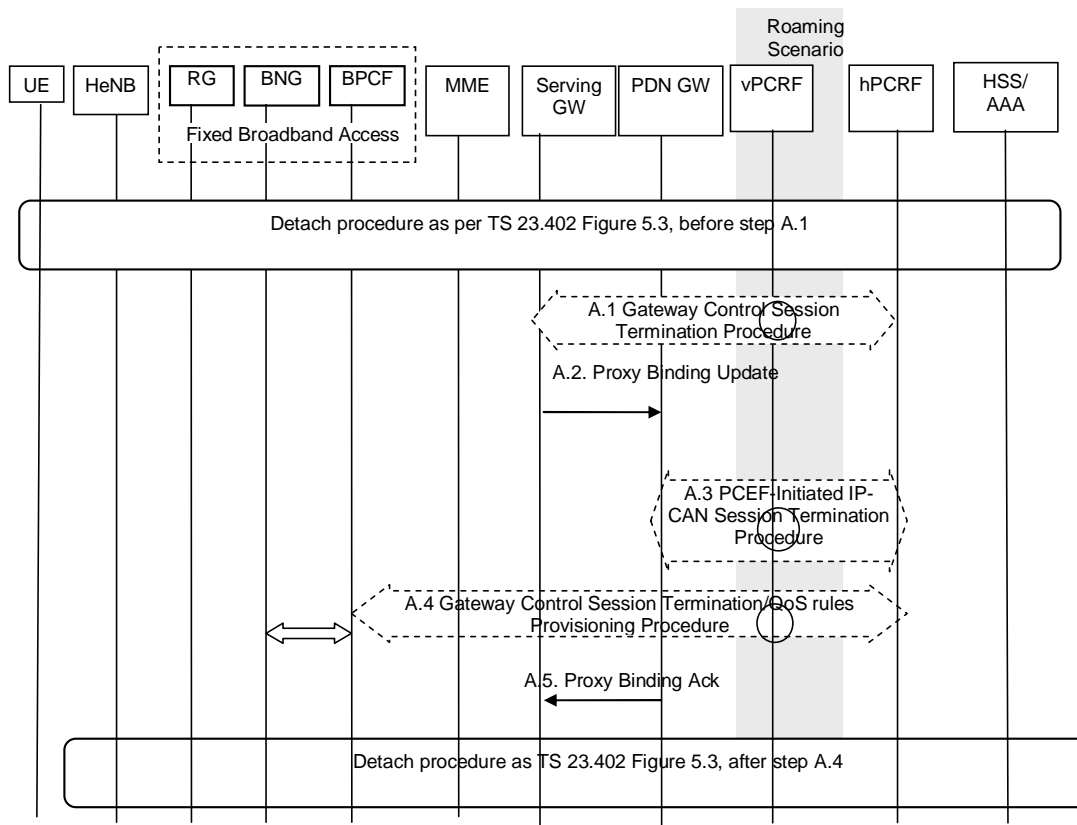 Roaming
Scenario
UE
HeNB
RG
BNG
BPCF
Fixed Broadband Access
MME
Serving
GW
PDN GW
vPCRF
hPCRF
HSS/
AAA
Detach procedure as per TS 23.402 Figure 5.3, before step A.1
A.1 Gateway Control Session
Termination Procedure
A.2. Proxy Binding Update
A.3 PCEF-Initiated IP-
CAN Session Termination
Procedure
A.4 Gateway Control Session Termination/QoS rules
Provisioning Procedure
A.5. Proxy Binding Ack
Detach procedure as TS 23.402 Figure 5.3, after step A.4